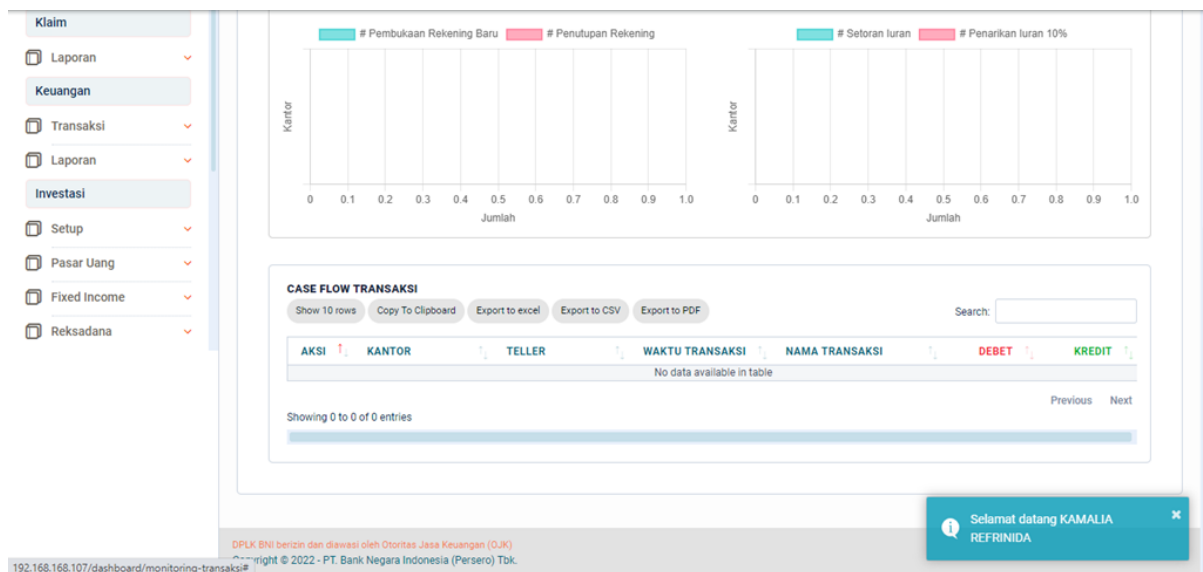 Klaim
Laporan
Keuangan
Transaksi
Laporan
Investasi
Setup
Pasar Uang
Fixed Income
Reksadana
# Pembukaan Rekening Baru # Penutupan Rekening
Kantor
0 0.1 0.2 0.3 0.4 0.5 0.6 0.7 0.8 0.9 1.0
Jumlah
# Setoran Iuran # Penarikan Iuran 10%
Kantor
0 0.1 0.2 0.3 0.4 0.5 0.6 0.7 0.8 0.9 1.0
Jumlah
CASE FLOW TRANSAKSI
Show 10 rows Copy To Clipboard Export to excel Export to CSV Export to PDF Search:
AKSI KANTOR TELLER WAKTU TRANSAKSI NAMA TRANSAKSI DEBET KREDIT
No data available in table
Previous Next
Showing 0 to 0 of 0 entries
Selamat datang KAMALIA
REFRINIDA
DPLK BNI berizin dan diawasi oleh Otoritas Jasa Keuangan (OJK)
Copyright © 2022 - PT. Bank Negara Indonesia (Persero) Tbk.
192.168.168.107/dashboard/monitoring-transaksi#